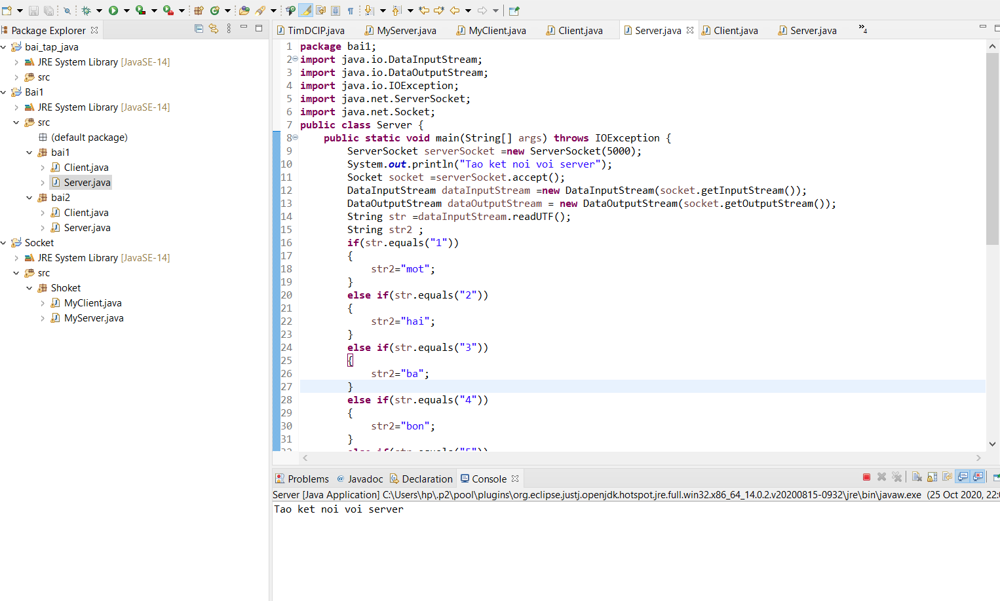 Package Explorer
bai_tap_java
JRE System Library [JavaSE-14]
src
Bai1
JRE System Library [JavaSE-14]
src
(default package)
bai1
Client.java
Server.java
bai2
Client.java
Server.java
Socket
JRE System Library [JavaSE-14]
src
Shoket
MyClient.java
MyServer.java
TimDCIP.java MyServer.java MyClient.java Client.java Server.java Client.java Server.java »4
1 package bai1;
2 import java.io.DataInputStream;
3 import java.io.DataOutputStream;
4 import java.io.IOException;
5 import java.net.ServerSocket;
6 import java.net.Socket;
7 public class Server {
8 public static void main(String[] args) throws IOException {
9 ServerSocket serverSocket =new ServerSocket(5000);
10 System.out.println("Tao ket noi voi server");
11 Socket socket =serverSocket.accept();
12 DataInputStream dataInputStream =new DataInputStream(socket.getInputStream());
13 DataOutputStream dataOutputStream = new DataOutputStream(socket.getOutputStream());
14 String str =dataInputStream.readUTF();
15 String str2 ;
16 if(str.equals("1"))
17 {
18 str2="mot";
19 }
20 else if(str.equals("2"))
21 {
22 str2="hai";
23 }
24 else if(str.equals("3"))
25 {
26 str2="ba";
27 }
28 else if(str.equals("4"))
29 {
30 str2="bon";
31 }
Problems @ Javadoc Declaration Console
Server [Java Application] C:\Users\hp\.p2\pool\plugins\org.eclipse.justj.openjdk.hotspot.jre.full.win32.x86_64_14.0.2.v20200815-0932\jre\bin\javaw.exe (25 Oct 2020, 22:
Tao ket noi voi server